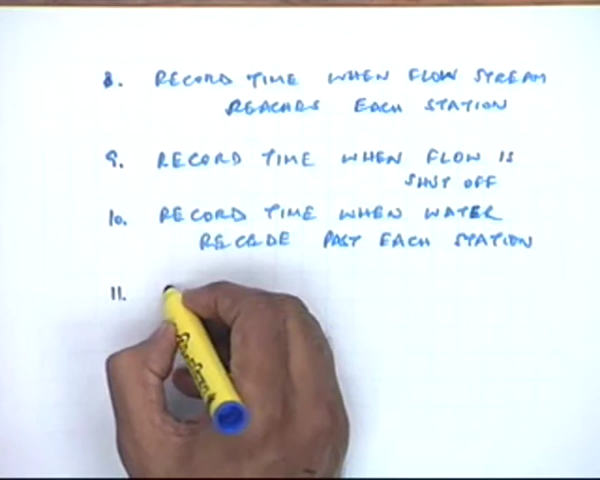 8. RECORD TIME WHEN FLOW STREAM
REACHES EACH STATION
9. RECORD TIME WHEN FLOW IS
SHUT OFF
10. RECORD TIME WHEN WATER
RECEDE PAST EACH STATION
11.